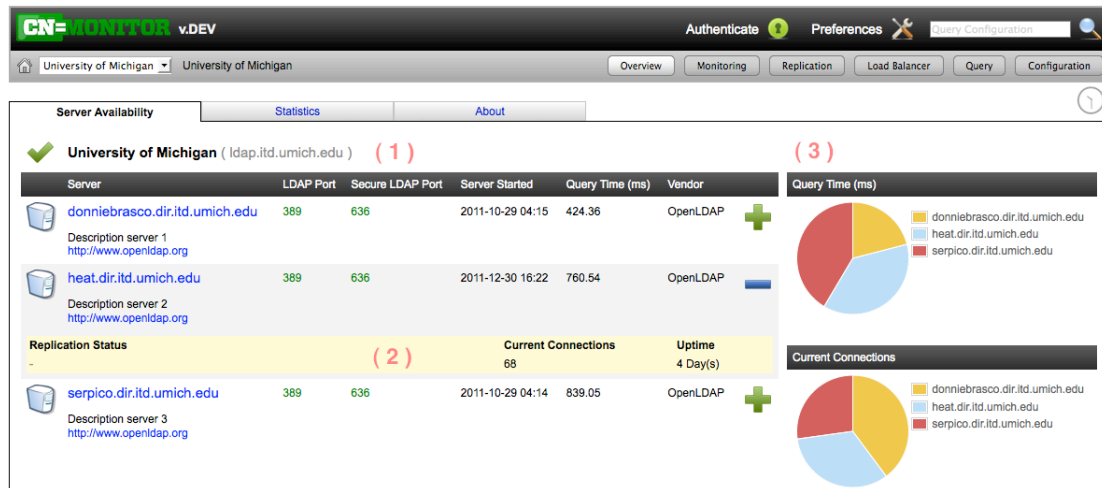 CN=MONITOR v.DEV
Authenticate Preferences Query Configuration
University of Michigan University of Michigan
Overview Monitoring Replication Load Balancer Query Configuration
Server Availability Statistics About
University of Michigan ( ldap.itd.umich.edu ) ( 1 )
Server LDAP Port Secure LDAP Port Server Started Query Time (ms) Vendor
donniebrasco.dir.itd.umich.edu 389 636 2011-10-29 04:15 424.36 OpenLDAP
Description server 1
http://www.openldap.org
heat.dir.itd.umich.edu 389 636 2011-12-30 16:22 760.54 OpenLDAP
Description server 2
http://www.openldap.org
Replication Status Current Connections Uptime
- 68 4 Day(s)
( 2 )
serpico.dir.itd.umich.edu 389 636 2011-10-29 04:14 839.05 OpenLDAP
Description server 3
http://www.openldap.org
( 3 )
Query Time (ms)
donniebrasco.dir.itd.umich.edu
heat.dir.itd.umich.edu
serpico.dir.itd.umich.edu
Current Connections
donniebrasco.dir.itd.umich.edu
heat.dir.itd.umich.edu
serpico.dir.itd.umich.edu